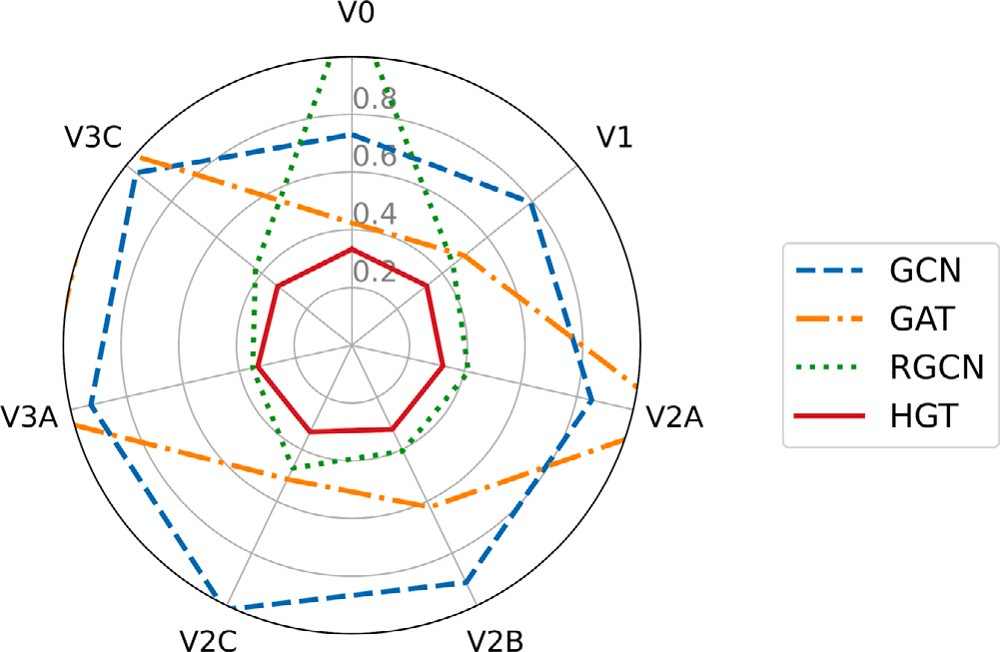 V0
V3C
V1
0.8
0.6
0.4
0.2
V3A
V2A
V2C
V2B
GCN
GAT
RGCN
HGT